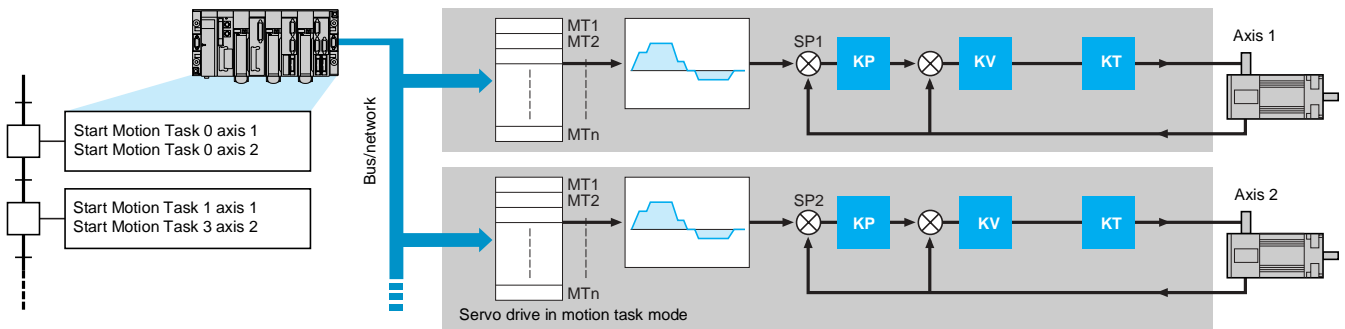 Start Motion Task 0 axis 1
Start Motion Task 0 axis 2
Start Motion Task 1 axis 1
Start Motion Task 3 axis 2
Bus/network
MT1
MT2
MTn
SP1
KP
KV
KT
Axis 1
MT1
MT2
MTn
SP2
KP
KV
KT
Axis 2
Servo drive in motion task mode